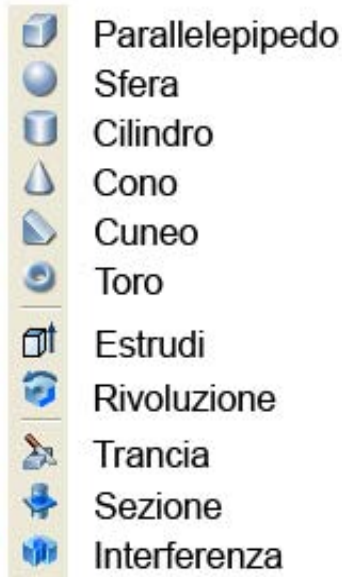 Parallelepipedo
Sfera
Cilindro
Cono
Cuneo
Toro
Estrudi
Rivoluzione
Trancia
Sezione
Interferenza